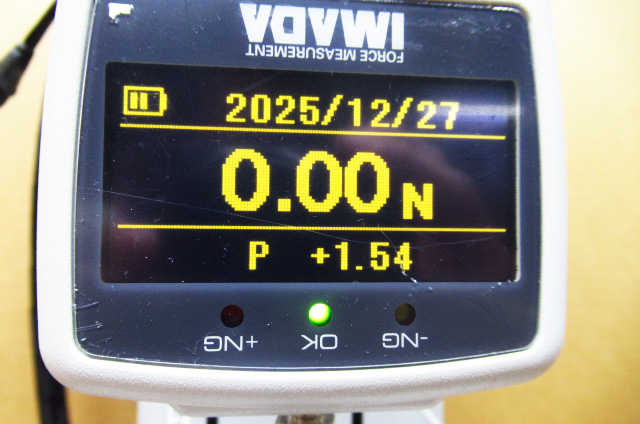 IMADA
FORCE MEASUREMENT
2025/12/27
0.00 N
P +1.54
+NG OK -NG